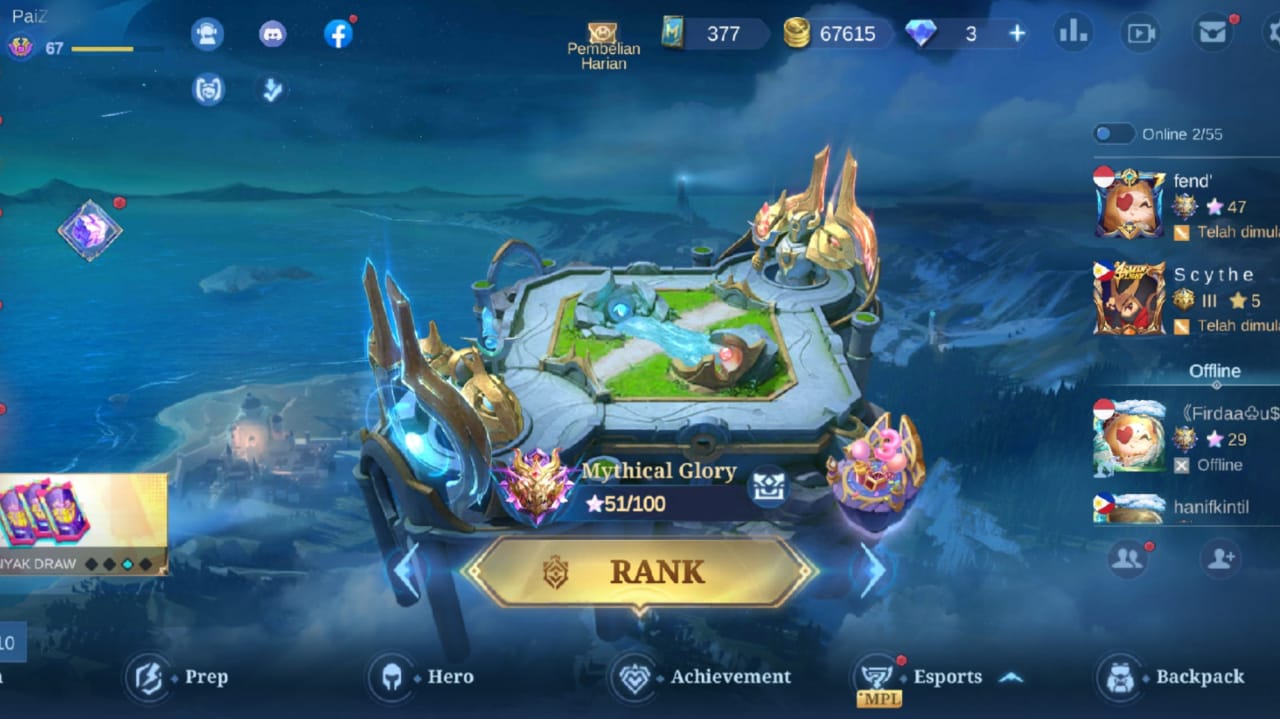 PaiZ
67
Pembelian
Harian
377
67615
3
Online 2/55
fend'
47
Telah dimula
Scythe
III 5
Telah dimula
Offline
《Firdaa♧u$
29
Offline
hanifkintil
Mythical Glory
51/100
NYAK DRAW
RANK
10
Prep
Hero
Achievement
Esports
MPL
Backpack